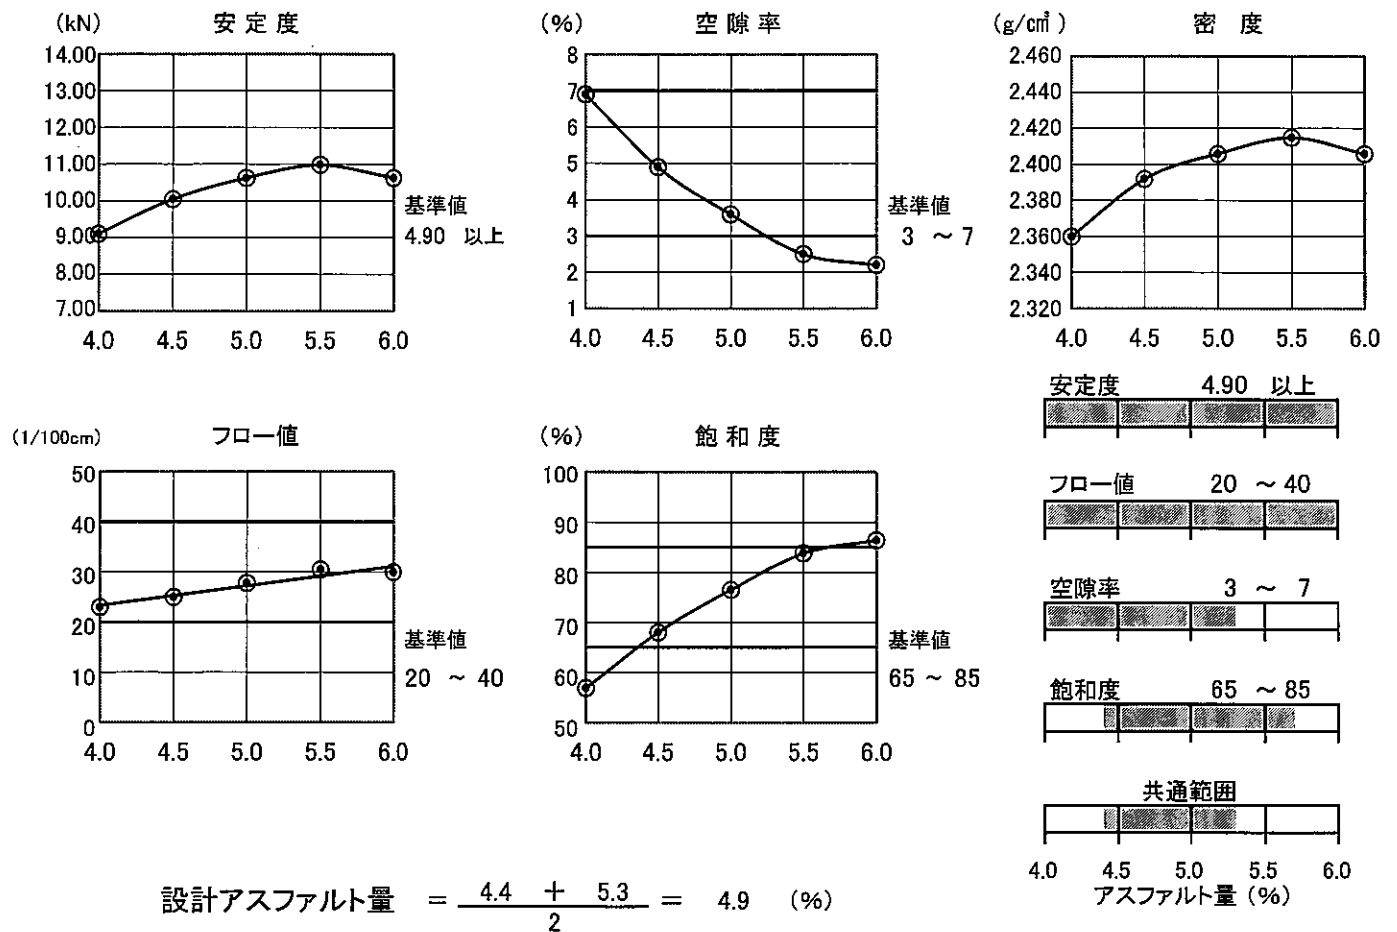 (kN) 安定度
14.00
13.00
12.00
11.00
10.00
9.00
8.00
7.00
4.0 4.5 5.0 5.5 6.0
基準値
4.90 以上
(%) 空隙率
8
7
6
5
4
3
2
1
4.0 4.5 5.0 5.5 6.0
基準値
3 ～ 7
(g/cm³) 密度
2.460
2.440
2.420
2.400
2.380
2.360
2.340
2.320
4.0 4.5 5.0 5.5 6.0
(1/100cm) フロー値
50
40
30
20
10
0
4.0 4.5 5.0 5.5 6.0
基準値
20 ～ 40
(%) 飽和度
100
90
80
70
60
50
4.0 4.5 5.0 5.5 6.0
基準値
65 ～ 85
安定度 4.90 以上
フロー値 20 ～ 40
空隙率 3 ～ 7
飽和度 65 ～ 85
共通範囲
4.0 4.5 5.0 5.5 6.0
アスファルト量 (%)
設計アスファルト量 = 4.4 + 5.3 = 4.9 (%)
2